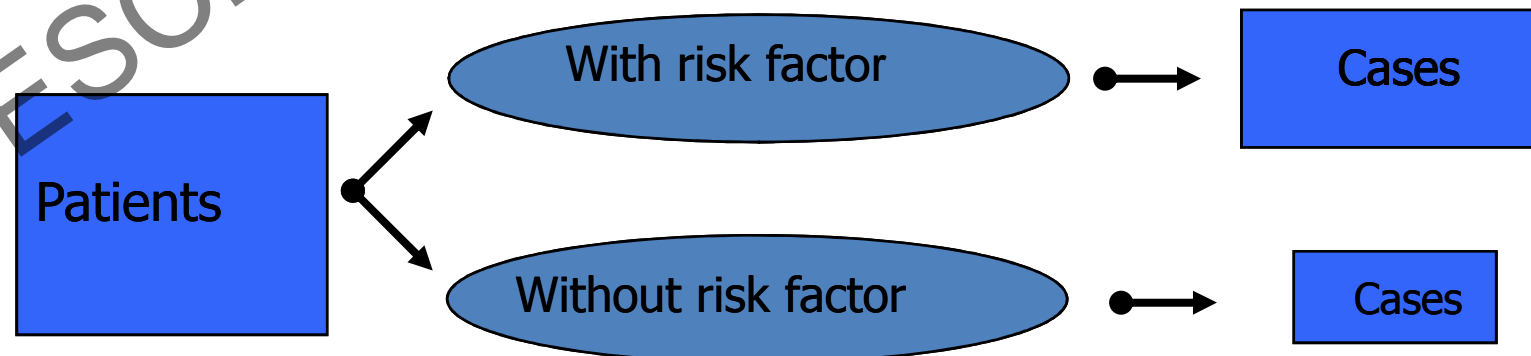 With risk factor
Cases
Patients
Without risk factor
Cases